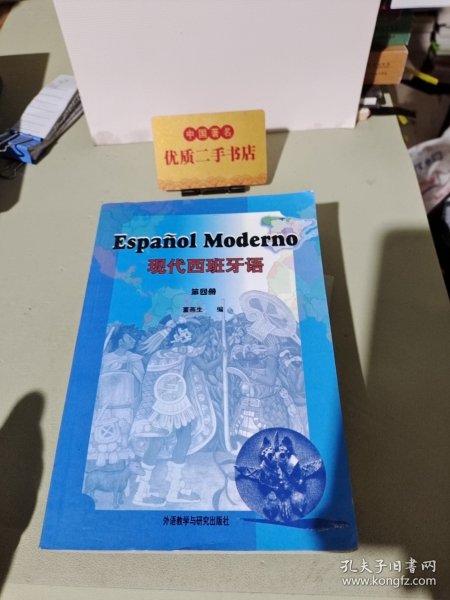 中国著名
优质二手书店
Español Moderno
现代西班牙语
第四册
董燕生 编
外语教学与研究出版社
孔夫子旧书网
www.kongfz.com